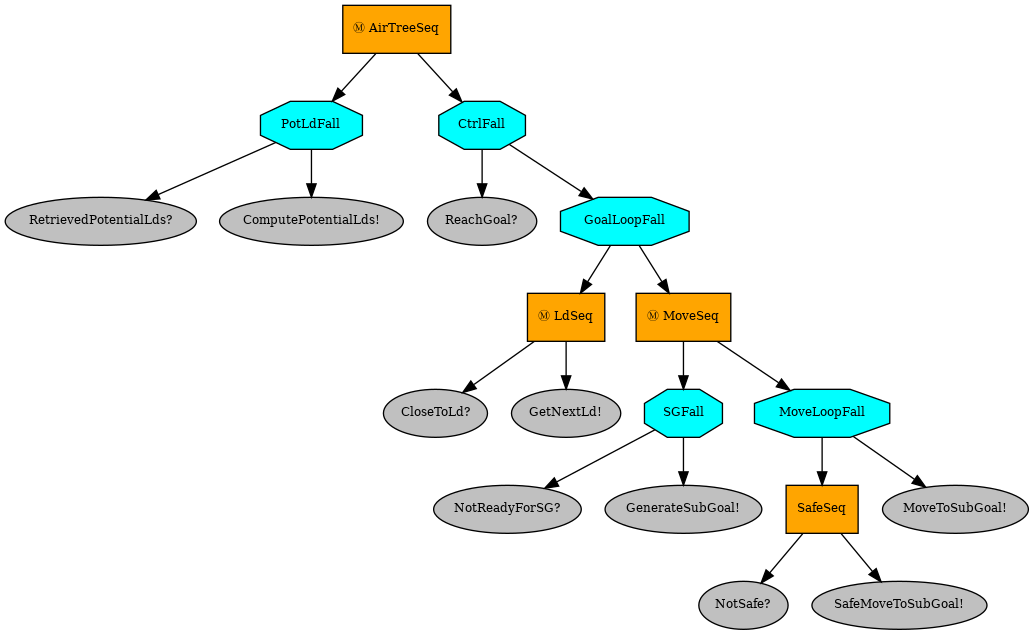 Ⓜ AirTreeSeq
PotLdFall
CtrlFall
RetrievedPotentialLds?
ComputePotentialLds!
ReachGoal?
GoalLoopFall
Ⓜ LdSeq
Ⓜ MoveSeq
CloseToLd?
GetNextLd!
SGFall
MoveLoopFall
NotReadyForSG?
GenerateSubGoal!
SafeSeq
MoveToSubGoal!
NotSafe?
SafeMoveToSubGoal!